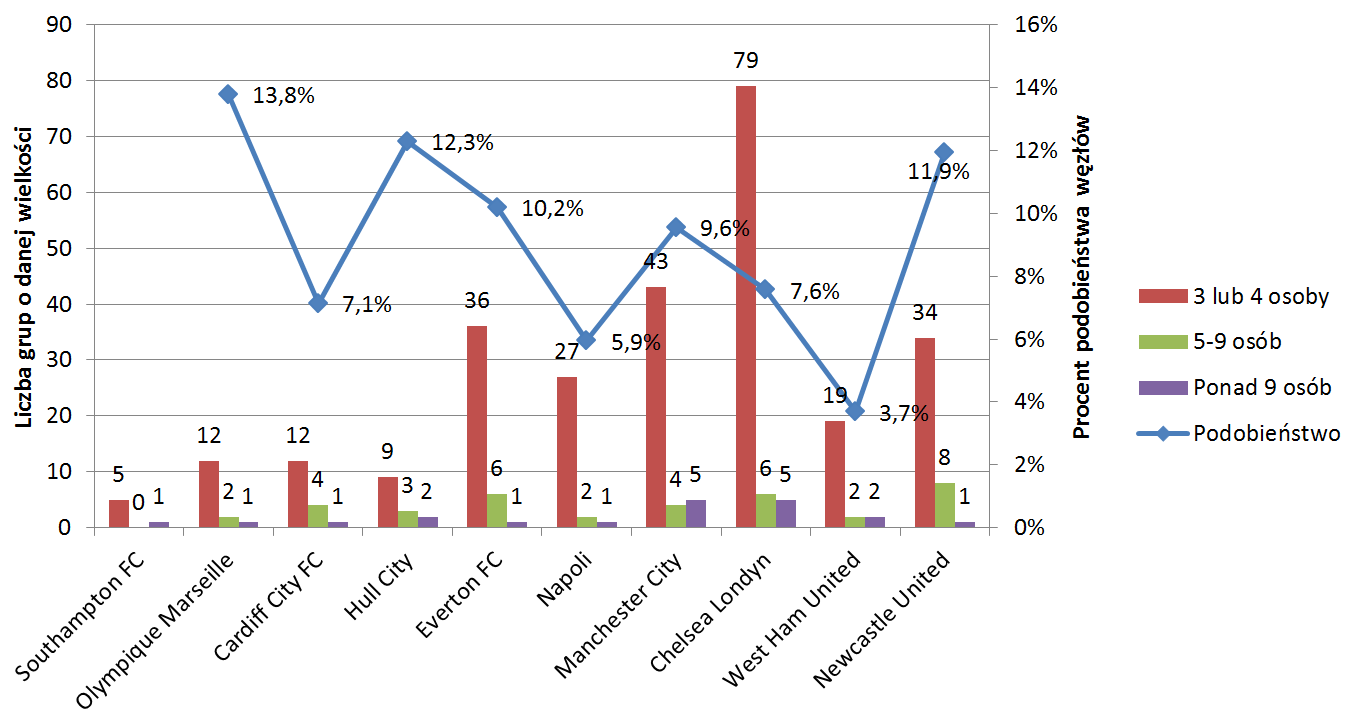 Liczba grup o danej wielkości
90
80
70
60
50
40
30
20
10
0
16%
14%
12%
10%
8%
6%
4%
2%
0%
Procent podobieństwa węzłów
13,8%
7,1%
12,3%
10,2%
5,9%
9,6%
7,6%
3,7%
11,9%
5 0 1
12 2 1
12 4 1
9 3 2
36 6 1
27 2 1
43 4 5
79 6 5
19 2 2
34 8 1
Southampton FC
Olympique Marseille
Cardiff City FC
Hull City
Everton FC
Napoli
Manchester City
Chelsea Londyn
West Ham United
Newcastle United
3 lub 4 osoby
5-9 osób
Ponad 9 osób
Podobieństwo